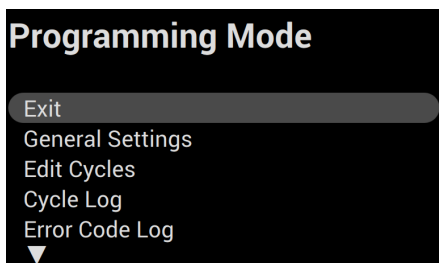 Programming Mode
Exit
General Settings
Edit Cycles
Cycle Log
Error Code Log